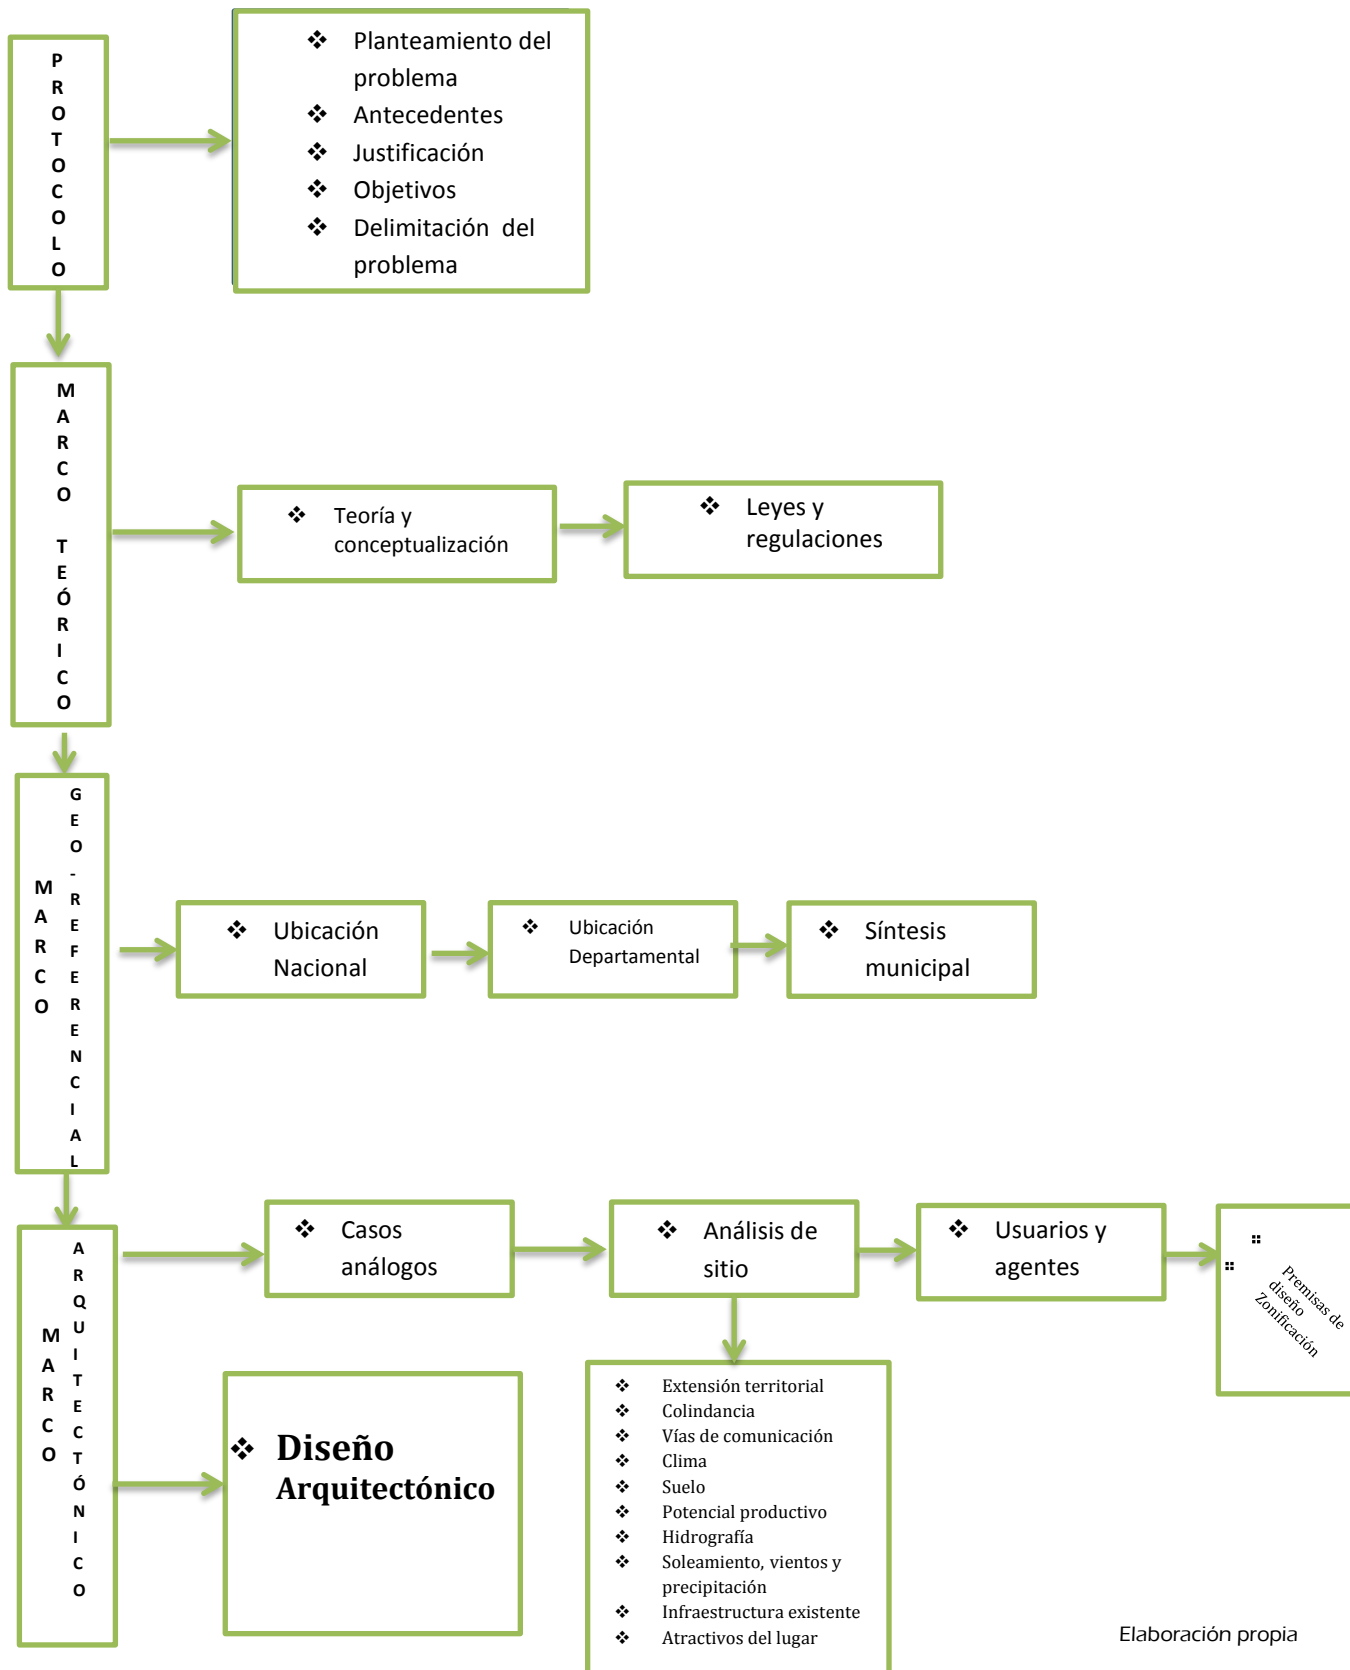 PROTOCOLO
❖ Planteamiento del
problema
❖ Antecedentes
❖ Justificación
❖ Objetivos
❖ Delimitación del
problema
MARCO TEÓRICO
❖ Teoría y
conceptualización
❖ Leyes y
regulaciones
MARCO
GEO-REFERENCIAL
❖ Ubicación
Nacional
❖ Ubicación
Departamental
❖ Síntesis
municipal
MARCO
ARQUITECTÓNICO
❖ Casos
análogos
❖ Análisis de
sitio
❖ Usuarios y
agentes
Premisas de
diseño
Zonificación
❖ Diseño
Arquitectónico
❖ Extensión territorial
❖ Colindancia
❖ Vías de comunicación
❖ Clima
❖ Suelo
❖ Potencial productivo
❖ Hidrografía
❖ Soleamiento, vientos y
precipitación
❖ Infraestructura existente
❖ Atractivos del lugar
Elaboración propia